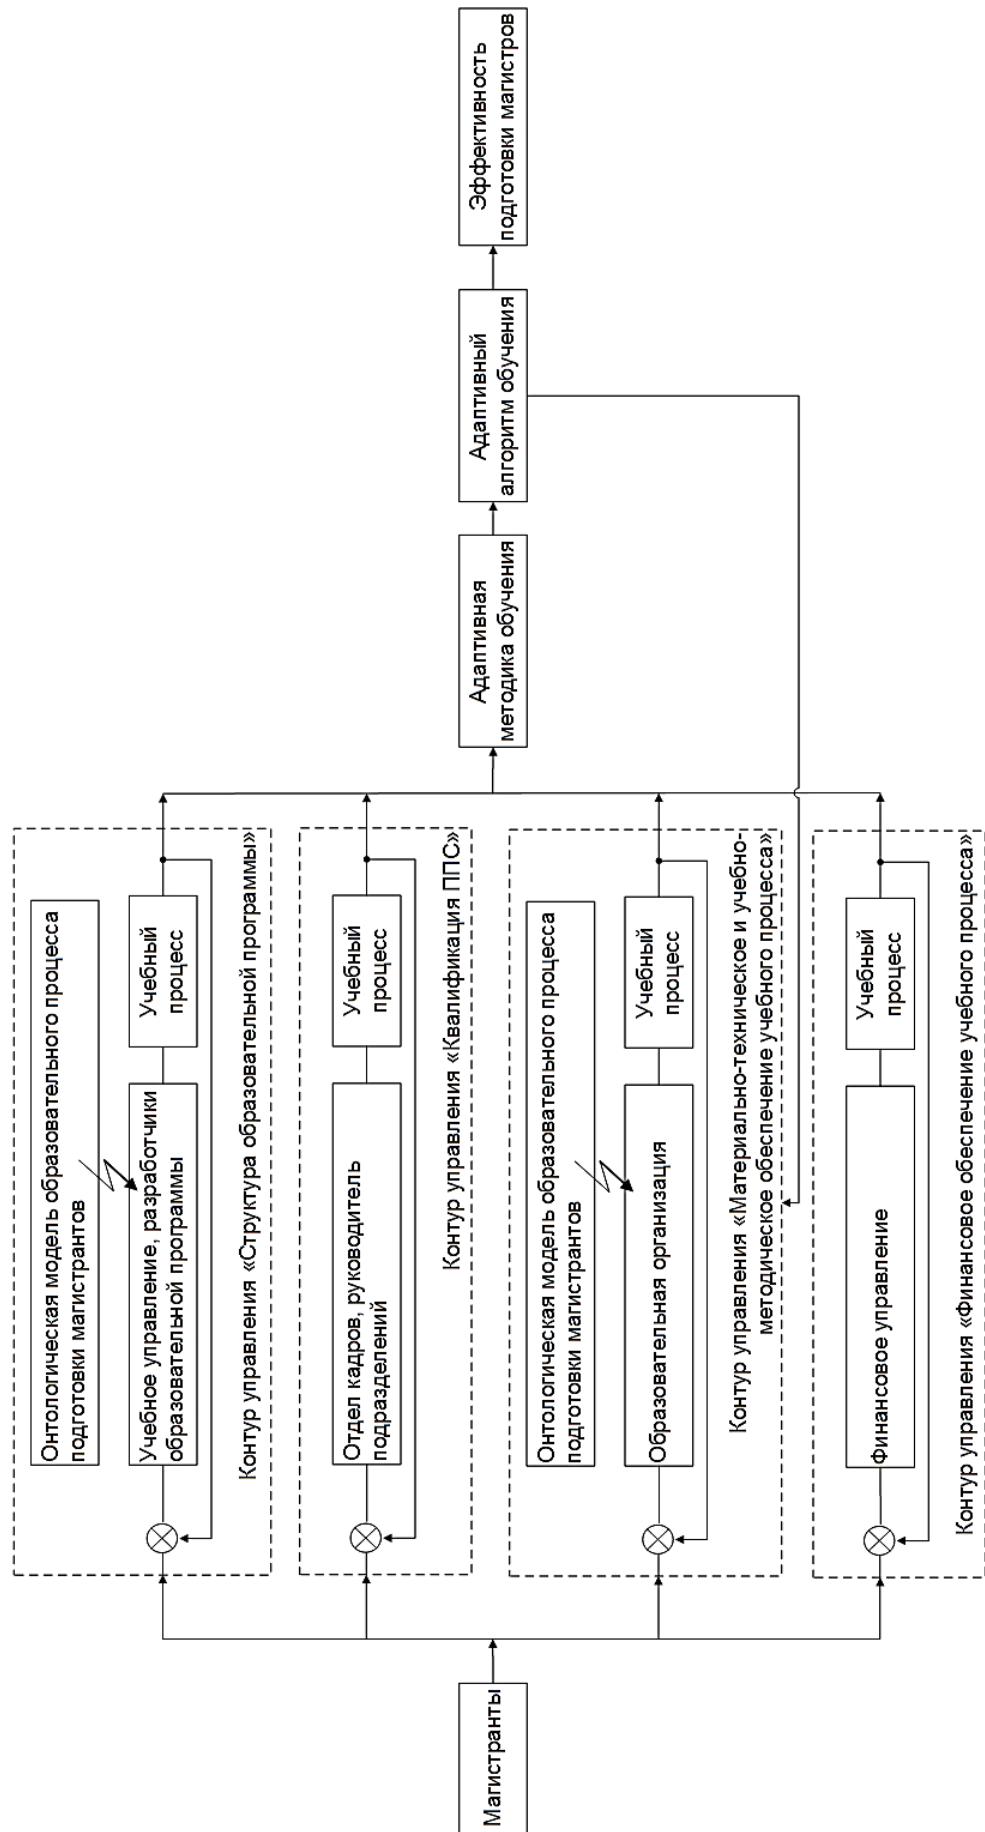 Магистранты
Онтологическая модель образовательного процесса
подготовки магистрантов
Учебное управление, разработчики
образовательной программы
Учебный
процесс
Контур управления «Структура образовательной программы»
Отдел кадров, руководитель
подразделений
Учебный
процесс
Контур управления «Квалификация ППС»
Онтологическая модель образовательного процесса
подготовки магистрантов
Образовательная организация
Учебный
процесс
Контур управления «Материально-техническое и учебно-
методическое обеспечение учебного процесса»
Финансовое управление
Учебный
процесс
Контур управления «Финансовое обеспечение учебного процесса»
Адаптивная
методика обучения
Адаптивный
алгоритм обучения
Эффективность
подготовки магистров